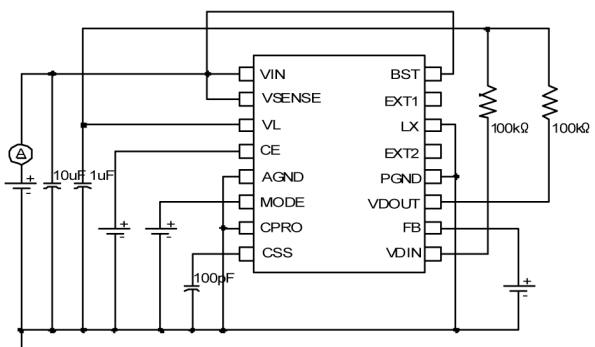 VIN BST
VSENSE EXT1
VL LX
100kΩ 100kΩ
CE EXT2
A
+ 10uF 1uF AGND PGND
MODE VDOUT
+ + CPRO FB
- -
CSS VDIN
100pF
+
-